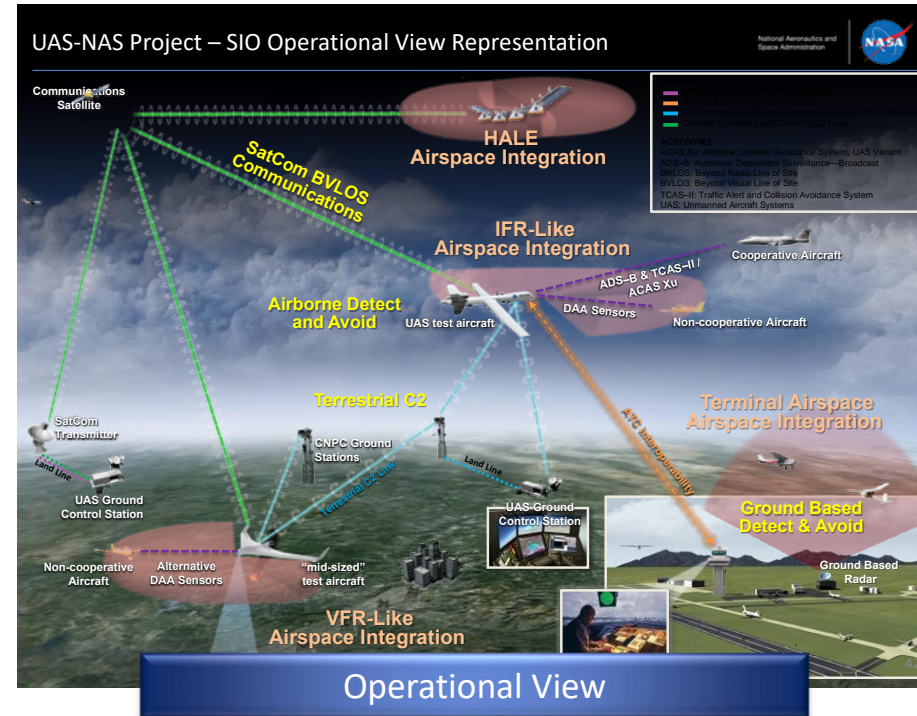 UAS-NAS Project – SIO Operational View Representation
National Aeronautics and
Space Administration
NASA
Communications
Satellite
HALE
Airspace Integration
ACRONYMS
ACAS Xu: Airborne Collision Avoidance System, UAS Variant
ADS–B: Automatic Dependent Surveillance—Broadcast
BRLOS: Beyond Radio Line of Site
BVLOS: Beyond Visual Line of Site
TCAS–II: Traffic Alert and Collision Avoidance System
UAS: Unmanned Aircraft Systems
SatCom BVLOS
Communications
IFR-Like
Airspace Integration
Cooperative Aircraft
ADS–B & TCAS–II /
ACAS Xu
DAA Sensors
Non-cooperative Aircraft
Airborne Detect
and Avoid
UAS test aircraft
Terrestrial C2
Terminal Airspace
Airspace Integration
SatCom
Transmitter
Land Line
CNPC Ground
Stations
Land Line
ATC Interoperability
Terrestrial C2 Link
UAS Ground
Control Station
UAS Ground
Control Station
Ground Based
Detect & Avoid
Non-cooperative
Aircraft
Alternative
DAA Sensors
“mid-sized”
test aircraft
Ground Based
Radar
VFR-Like
Airspace Integration
Operational View